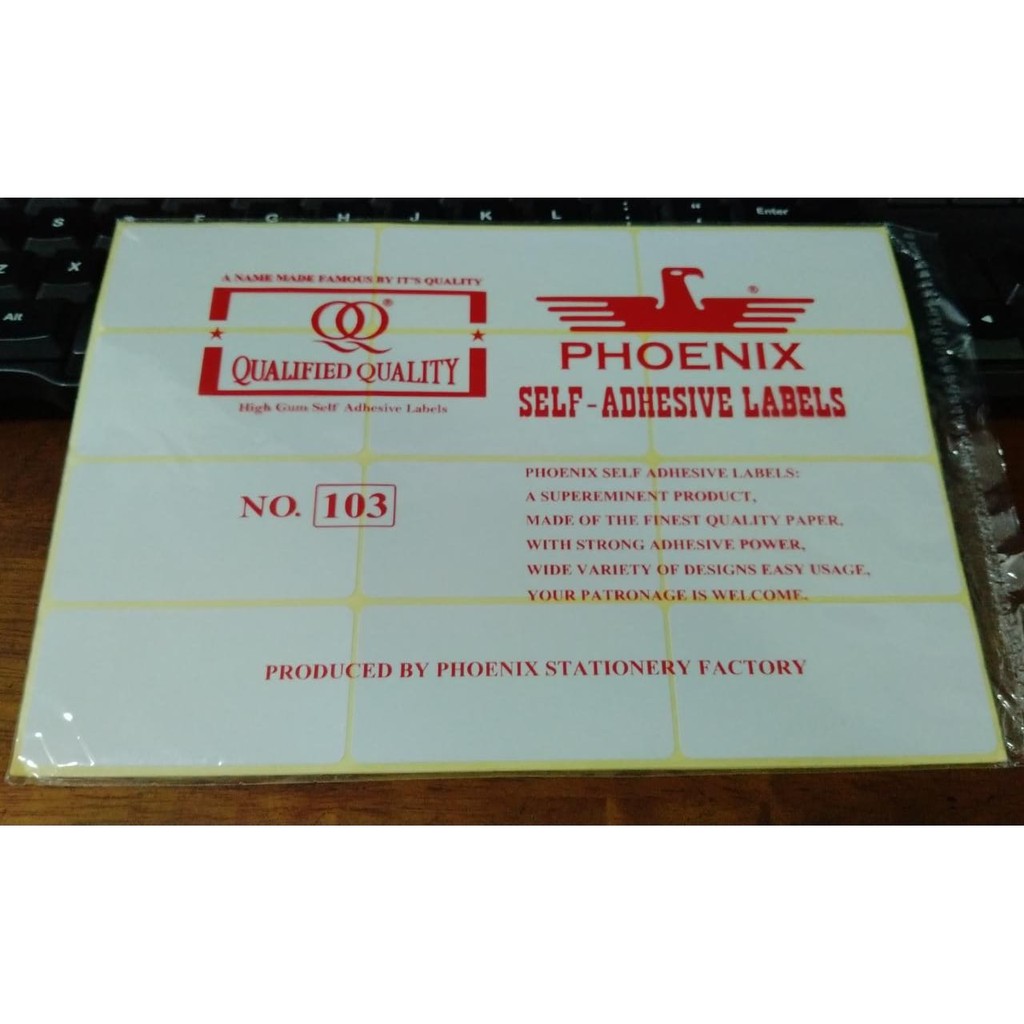 S D F G H J K L : ; “ ‘ Enter
Z X
Alt
A NAME MADE FAMOUS BY IT'S QUALITY
QQ®
QUALIFIED QUALITY
High Gum Self Adhesive Labels
®
PHOENIX
SELF-ADHESIVE LABELS
NO. 103
PHOENIX SELF ADHESIVE LABELS:
A SUPEREMINENT PRODUCT,
MADE OF THE FINEST QUALITY PAPER,
WITH STRONG ADHESIVE POWER,
WIDE VARIETY OF DESIGNS EASY USAGE,
YOUR PATRONAGE IS WELCOME.
PRODUCED BY PHOENIX STATIONERY FACTORY